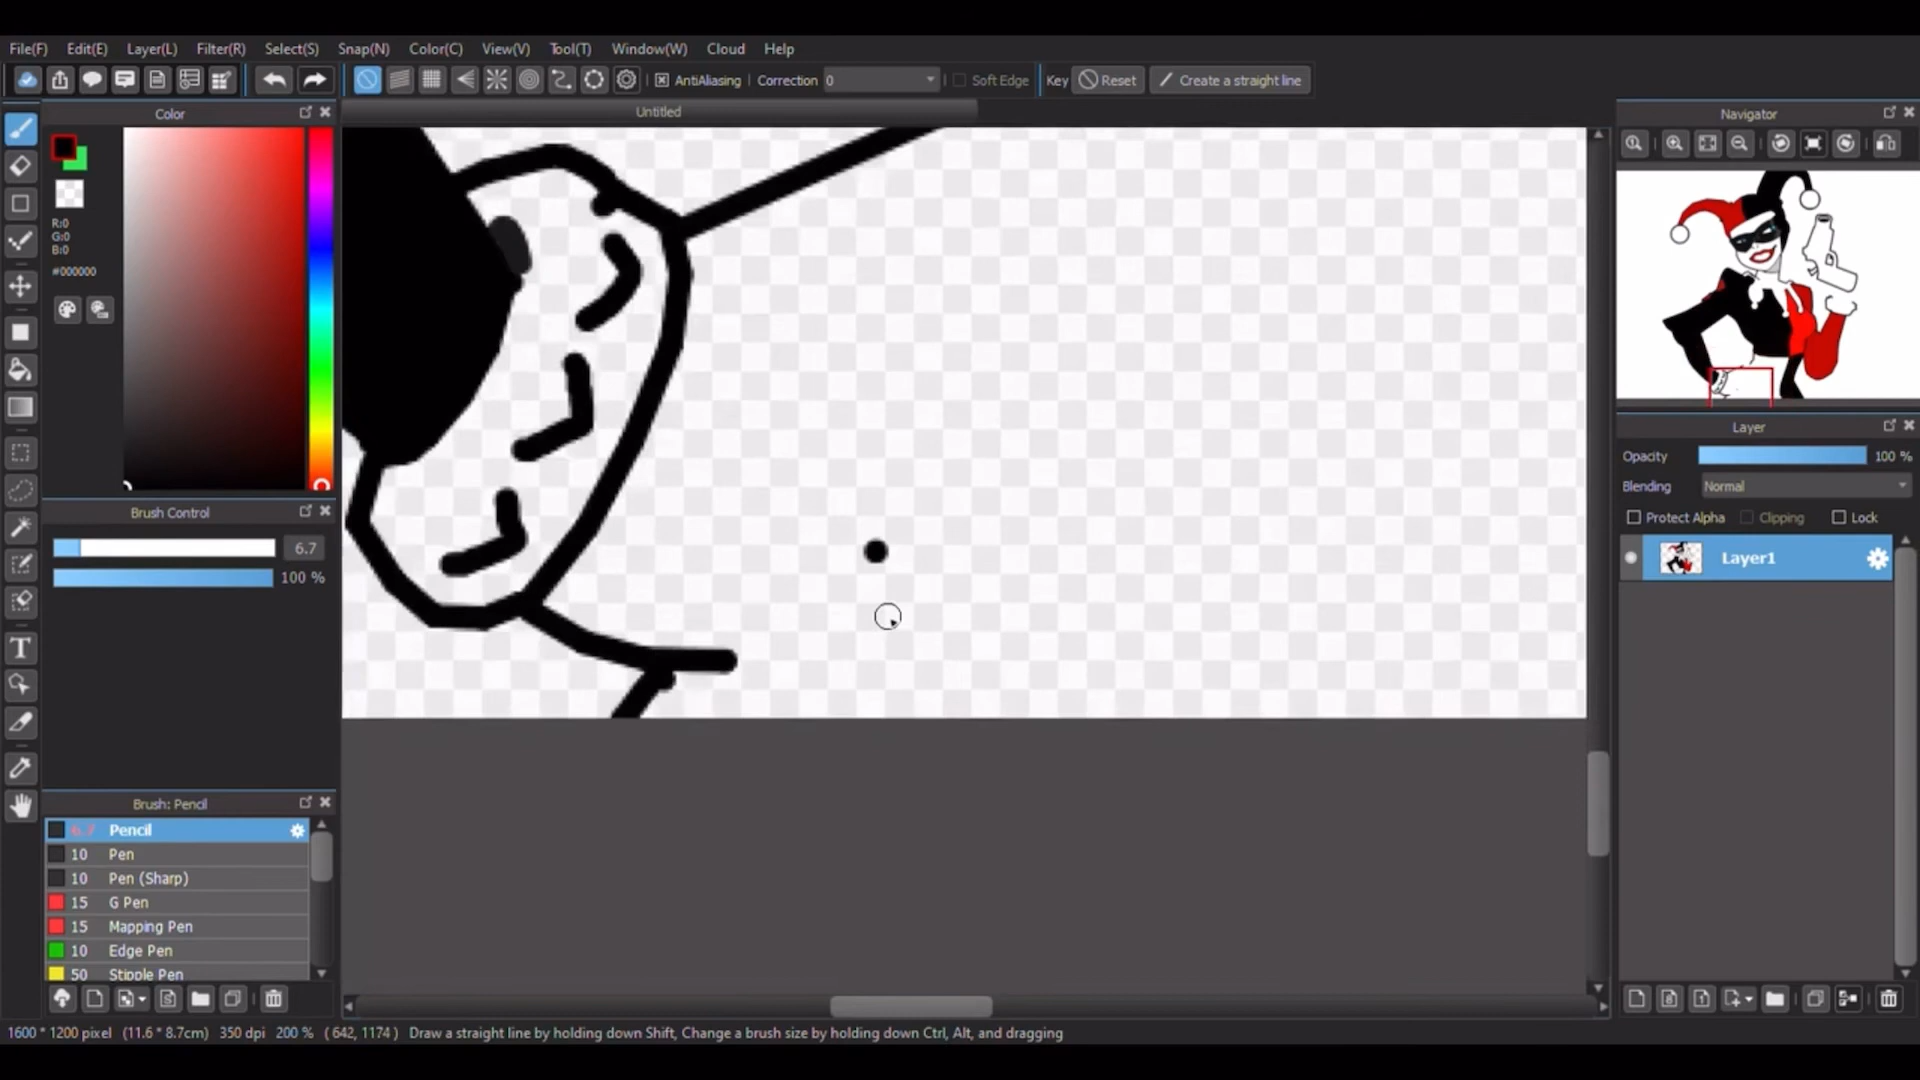 File(F) Edit(E) Layer(L) Filter(R) Select(S) Snap(N) Color(C) View(V) Tool(T) Window(W) Cloud Help
AntiAliasing Correction 0 Soft Edge Key Reset Create a straight line
Color
Untitled
Navigator
R:0
G:0
B:0
#000000
Layer
Opacity 100 %
Blending Normal
Protect Alpha Clipping Lock
Layer1
Brush Control
6.7
100 %
Brush: Pencil
6.7 Pencil
10 Pen
10 Pen (Sharp)
15 G Pen
15 Mapping Pen
10 Edge Pen
50 Stipple Pen
1600 * 1200 pixel (11.6 * 8.7cm) 350 dpi 200 % ( 642, 1174 ) Draw a straight line by holding down Shift, Change a brush size by holding down Ctrl, Alt, and dragging